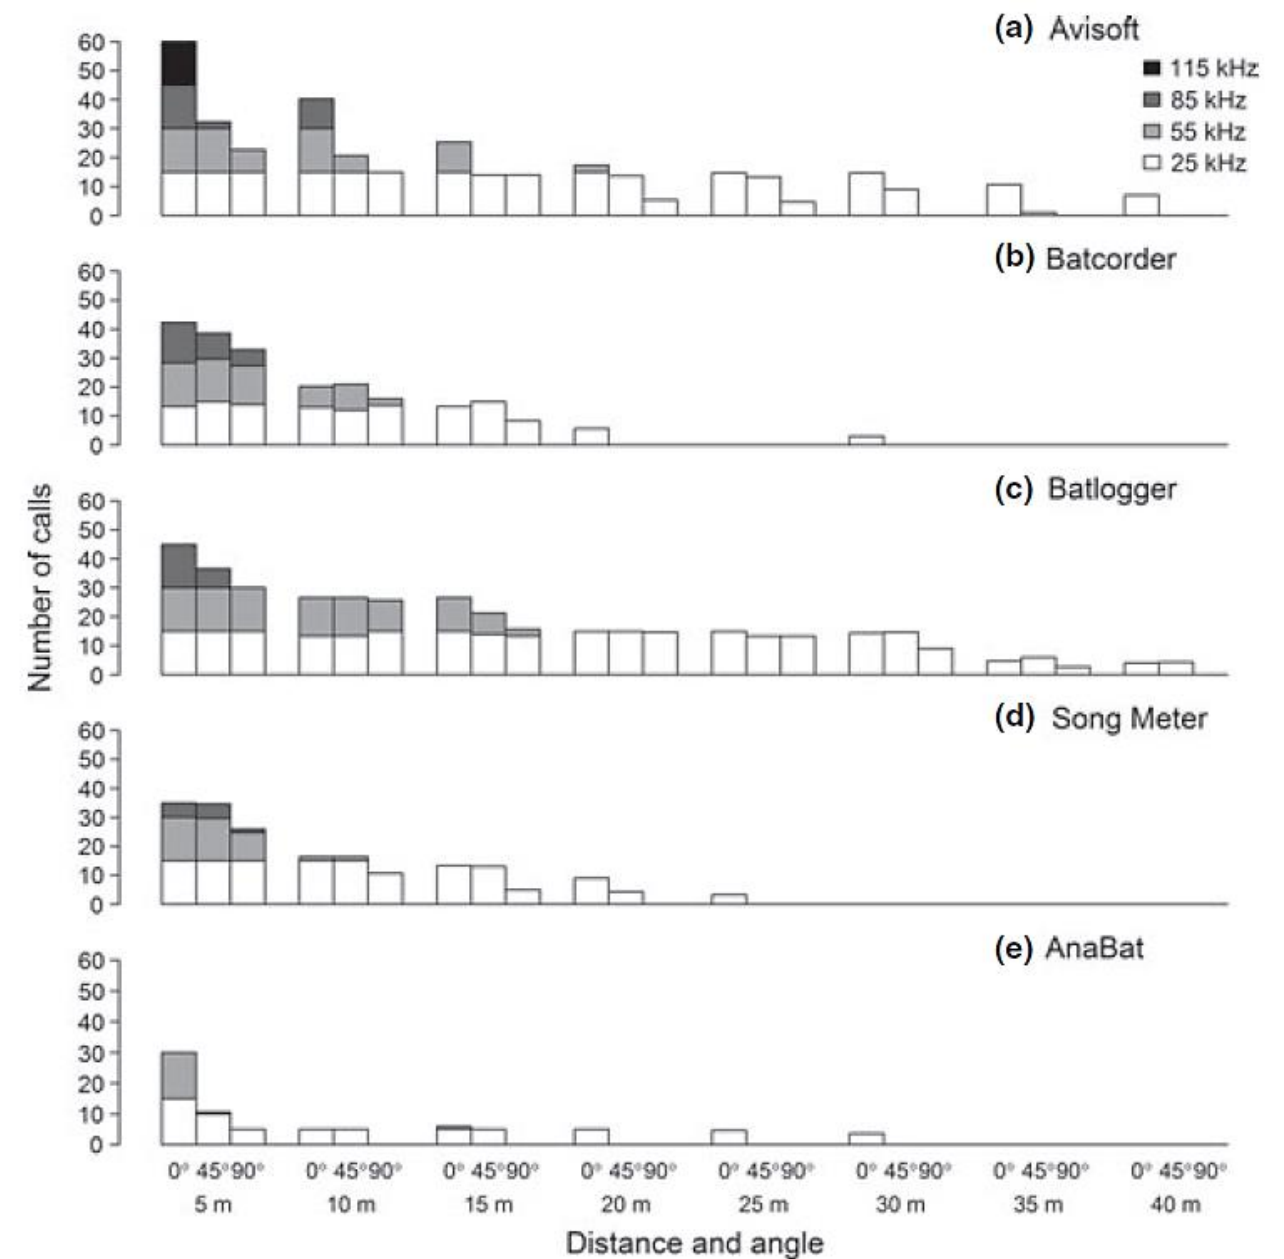 (a) Avisoft
115 kHz
85 kHz
55 kHz
25 kHz
60
50
40
30
20
10
0
(b) Batcorder
60
50
40
30
20
10
0
(c) Batlogger
60
50
40
30
20
10
0
Number of calls
(d) Song Meter
60
50
40
30
20
10
0
(e) AnaBat
60
50
40
30
20
10
0
0° 45°90° 0° 45°90° 0° 45°90° 0° 45°90° 0° 45°90° 0° 45°90° 0° 45°90° 0° 45°90°
5 m 10 m 15 m 20 m 25 m 30 m 35 m 40 m
Distance and angle